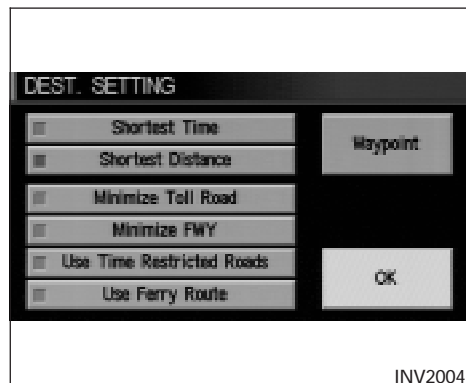 DEST. SETTING
Shortest Time
Waypoint
Shortest Distance
Minimize Toll Road
Minimize FWY
Use Time Restricted Roads
OK
Use Ferry Route
INV2004